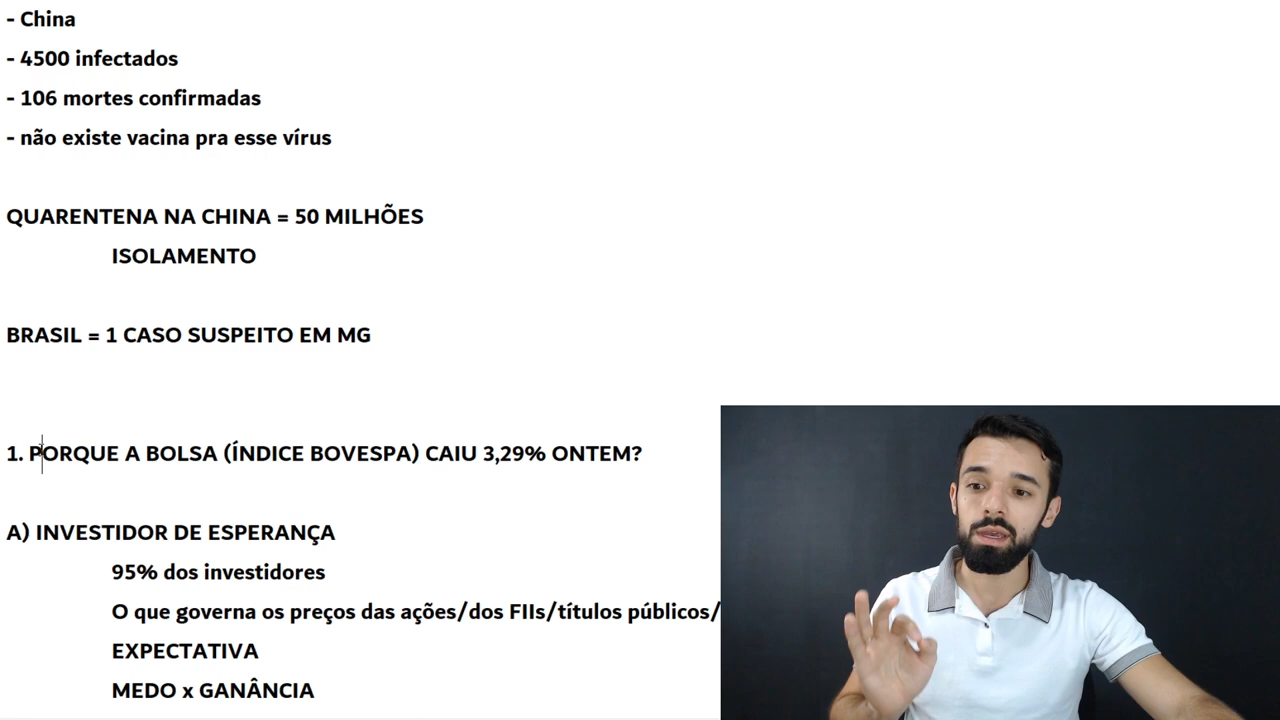 - China
- 4500 infectados
- 106 mortes confirmadas
- não existe vacina pra esse vírus
QUARENTENA NA CHINA = 50 MILHÕES
ISOLAMENTO
BRASIL = 1 CASO SUSPEITO EM MG
1. PORQUE A BOLSA (ÍNDICE BOVESPA) CAIU 3,29% ONTEM?
A) INVESTIDOR DE ESPERANÇA
95% dos investidores
O que governa os preços das ações/dos FIIs/títulos públicos/
EXPECTATIVA
MEDO x GANÂNCIA